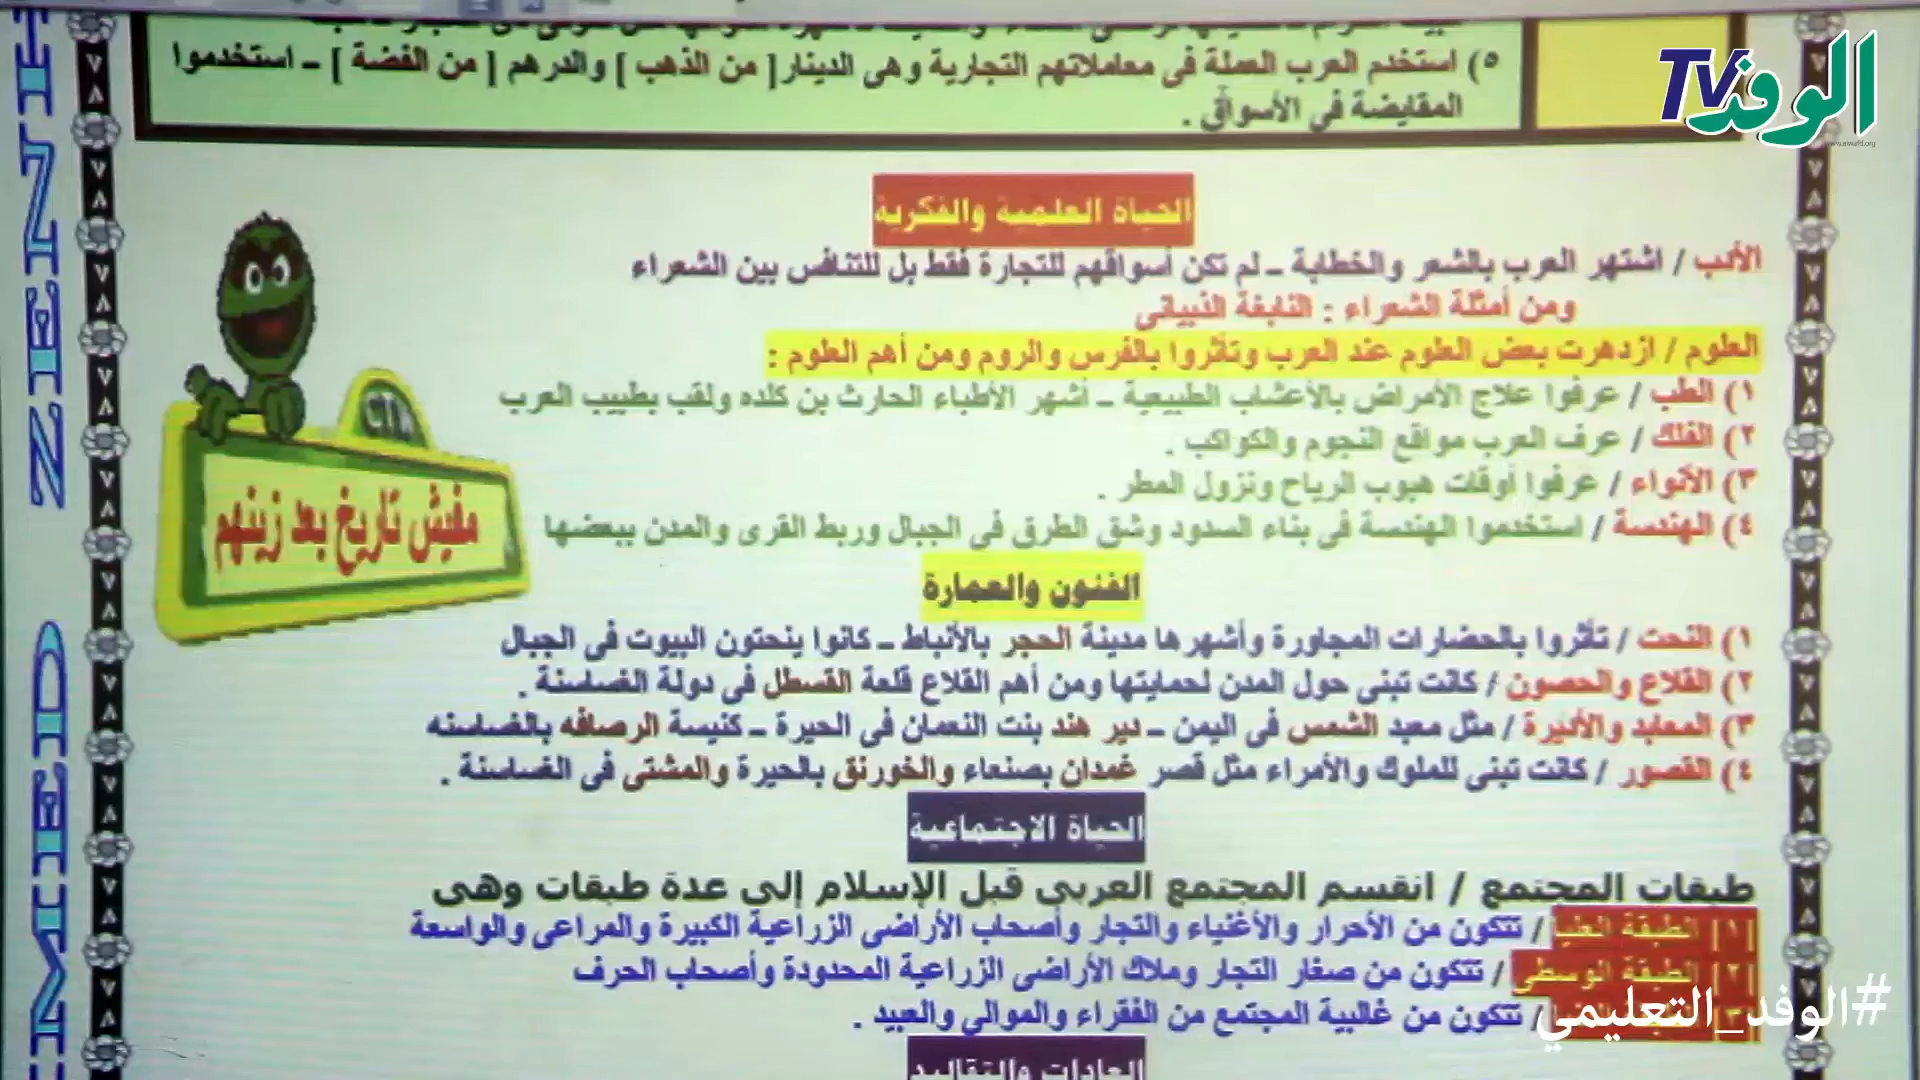 ٥) استخدم العرب العملة فى معاملاتهم التجارية وهى الدينار[ من الذهب ] والدرهم [ من الفضة ] – استخدموا
المقايضة في الأسواق .
الوفد TV
www.alwafd.org
الحياة العلمية والفكرية
الأدب / اشتهر العرب بالشعر والخطابة – لم تكن أسواقهم للتجارة فقط بل للتنافس بين الشعراء
ومن أمثلة الشعراء : النابغة الذبيانى
العلوم / ازدهرت بعض العلوم عند العرب وتأثروا بالفرس والروم ومن أهم العلوم :
١) الطب / عرفوا علاج الأمراض بالأعشاب الطبيعية – أشهر الأطباء الحارث بن كلده ولقب بطبيب العرب
٢) الفلك / عرف العرب مواقع النجوم والكواكب .
٣) الأنواء / عرفوا أوقات هبوب الرياح ونزول المطر .
٤) الهندسة / استخدموا الهندسة فى بناء السدود وشق الطرق فى الجبال وربط القرى والمدن ببعضها
مفيش تاريخ بعد زينهم
الفنون والعمارة
١) النحت / تأثروا بالحضارات المجاورة وأشهرها مدينة الحجر بالأنباط – كانوا ينحتون البيوت فى الجبال
٢) القلاع والحصون / كانت تبنى حول المدن لحمايتها ومن أهم القلاع قلعة القسطل فى دولة الغساسنة .
٣) المعابد والأديرة / مثل معبد الشمس فى اليمن – دير هند بنت النعمان فى الحيرة – كنيسة الرصافه بالغساسنه
٤) القصور / كانت تبنى للملوك والأمراء مثل قصر غمدان بصنعاء والخورنق بالحيرة والمشتى فى الغساسنة .
الحياة الاجتماعية
طبقات المجتمع / انقسم المجتمع العربى قبل الإسلام إلى عدة طبقات وهى
[١] الطبقة العليا / تتكون من الأحرار والأغنياء والتجار وأصحاب الأراضى الزراعية الكبيرة والمراعى والواسعة
[٢] الطبقة الوسطى / تتكون من صغار التجار وملاك الأراضى الزراعية المحدودة وأصحاب الحرف
/ تتكون من غالبية المجتمع من الفقراء والموالي والعبيد .
#الوفد_التعليمي
العادات والتقاليد